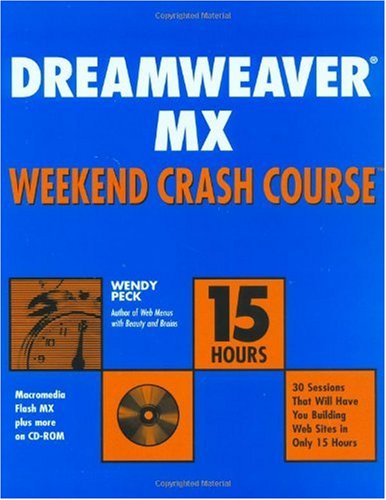 Copyrighted Material
DREAMWEAVER®
MX
WEEKEND CRASH COURSE™
WENDY
PECK
Author of Web Menus
with Beauty and Brains
15
HOURS
Macromedia
Flash MX
plus more
on CD-ROM
30 Sessions
That Will Have
You Building
Web Sites in
Only 15 Hours
Copyrighted Material